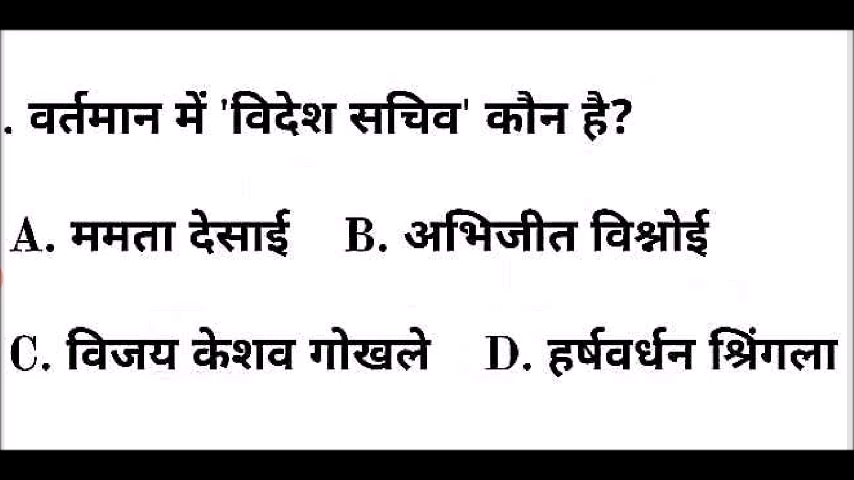 . वर्तमान में 'विदेश सचिव' कौन है?
A. ममता देसाई B. अभिजीत विश्नोई
C. विजय केशव गोखले D. हर्षवर्धन श्रिंगला